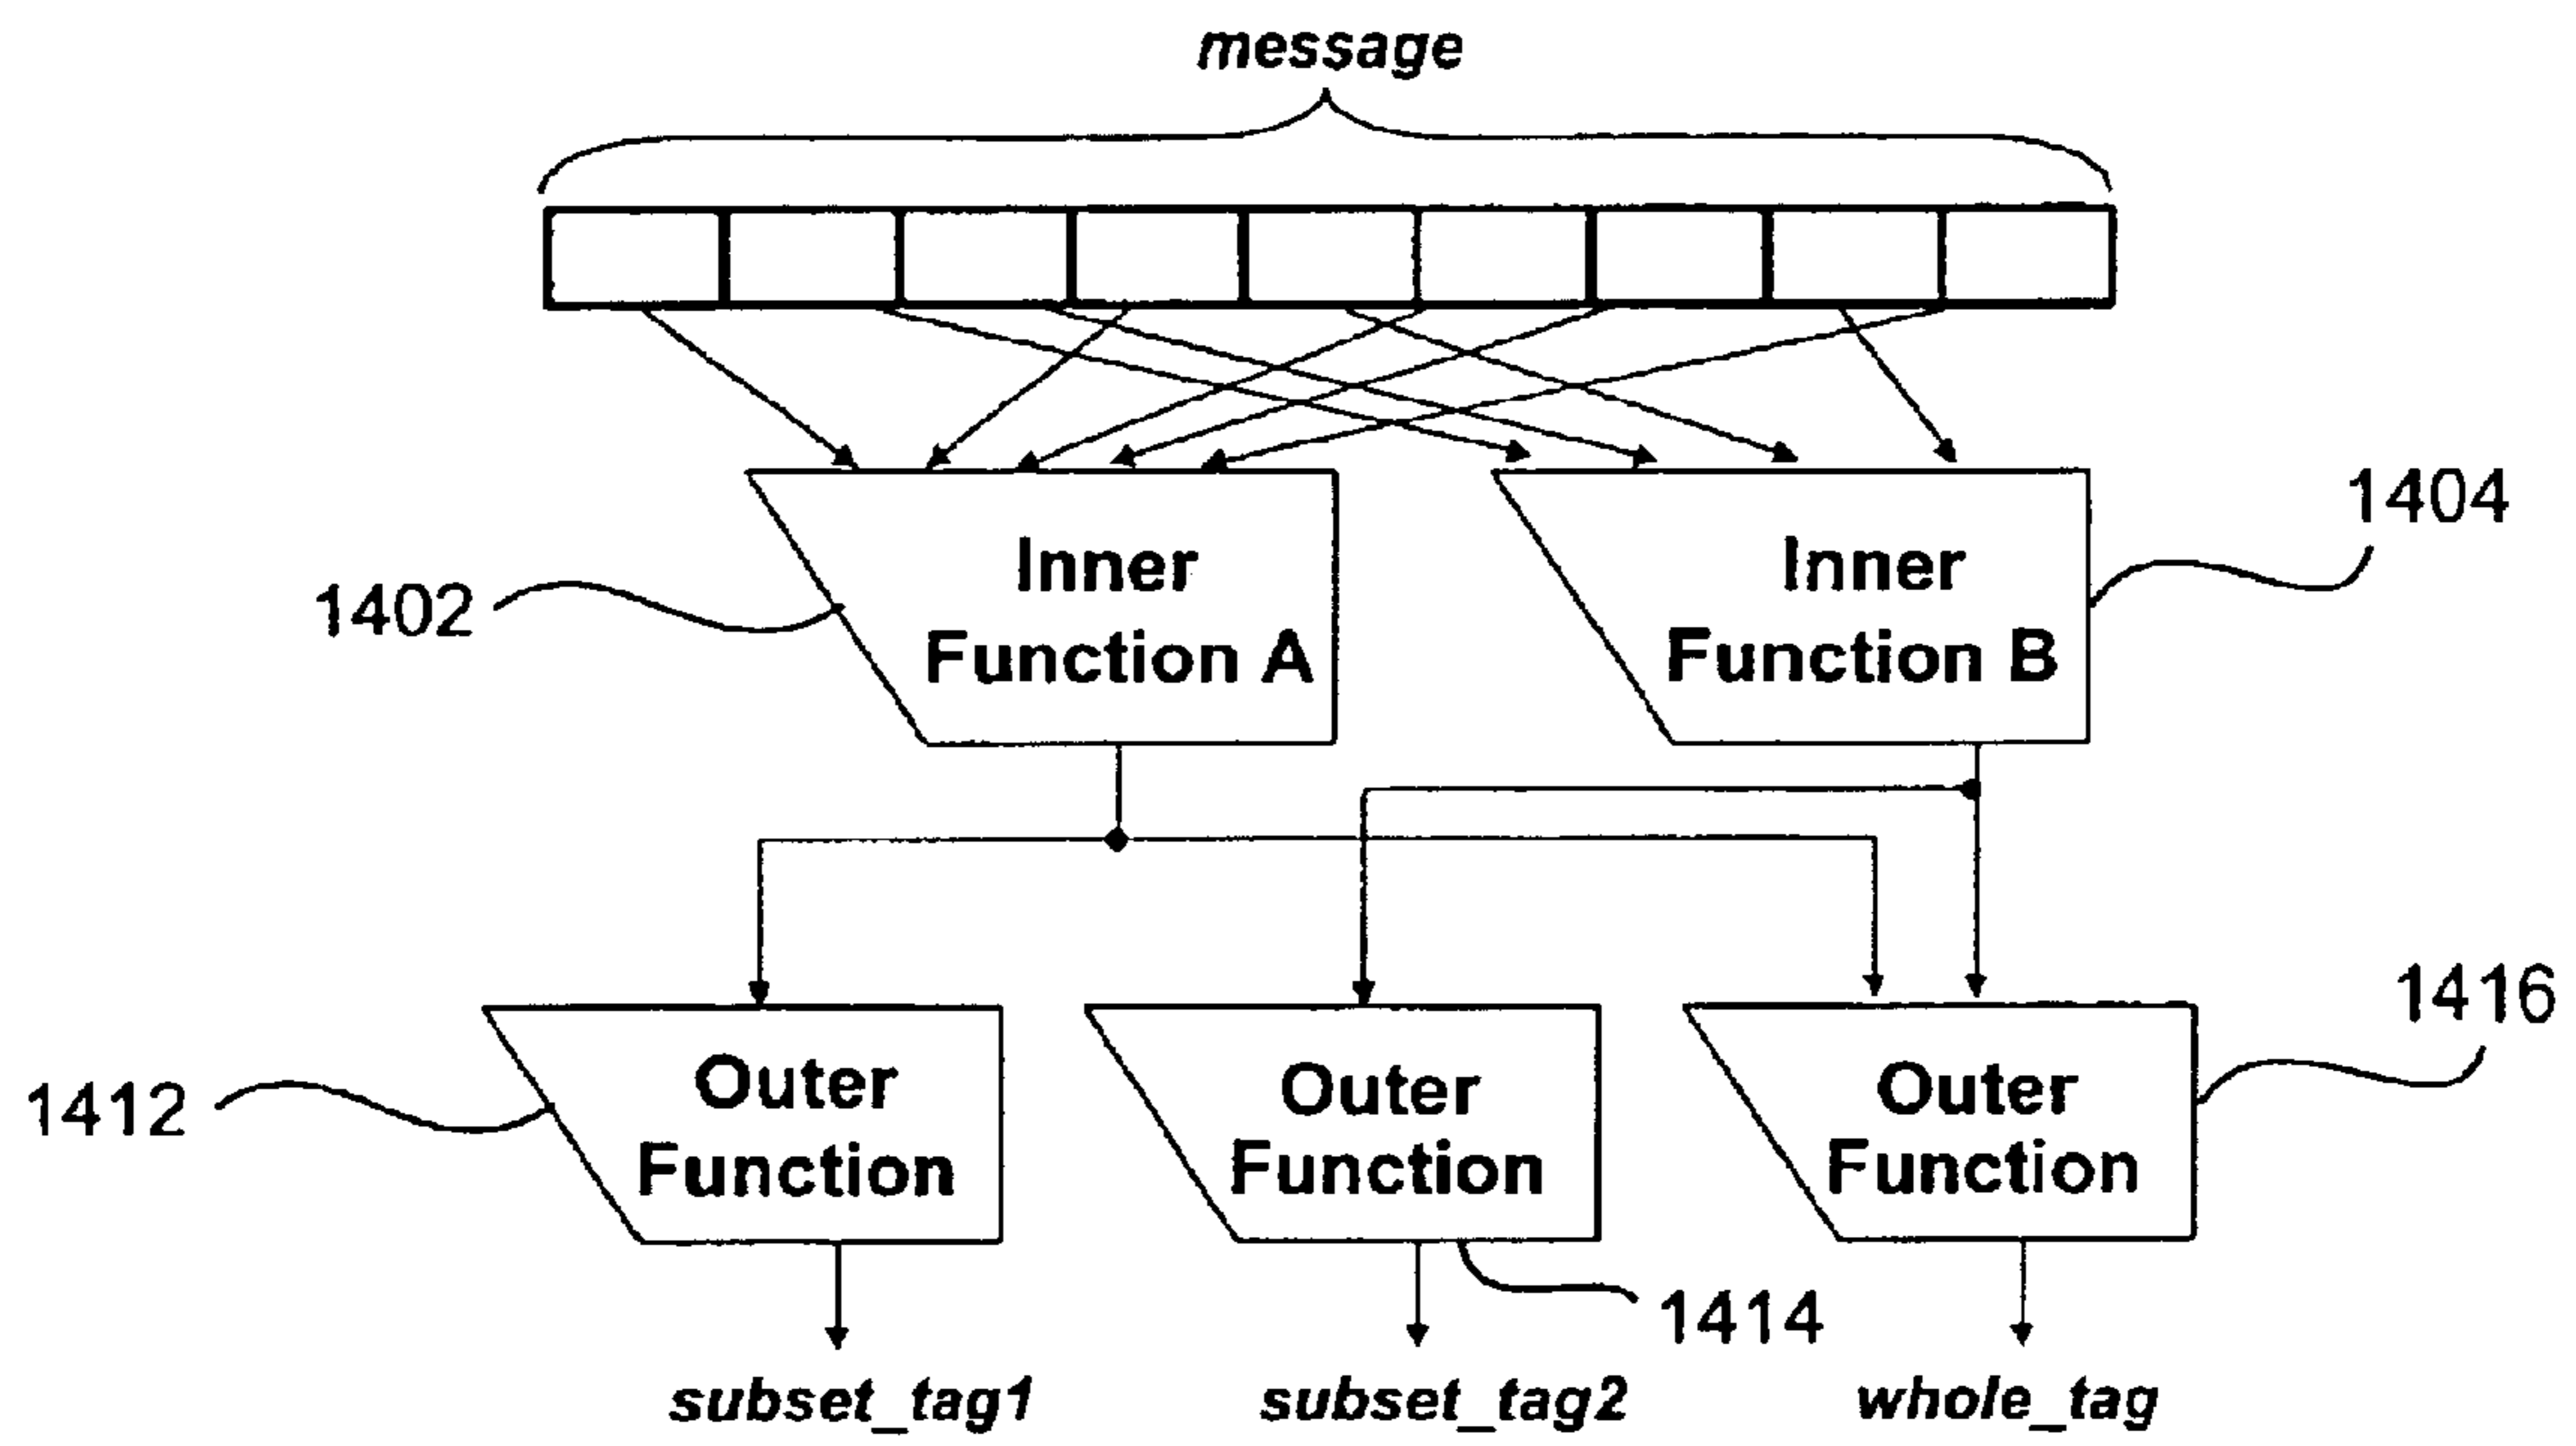 message
1404
Inner
Function A
Inner
Function B
1402
1416
Outer
Function
Outer
Function
Outer
Function
1412
1414
subset_tag1
subset_tag2
whole_tag